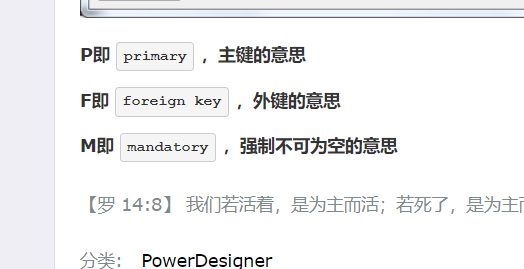 P即 primary ，主键的意思
F即 foreign key ，外键的意思
M即 mandatory ，强制不可为空的意思
【罗 14:8】 我们若活着，是为主而活；若死了，是为主
分类: PowerDesigner